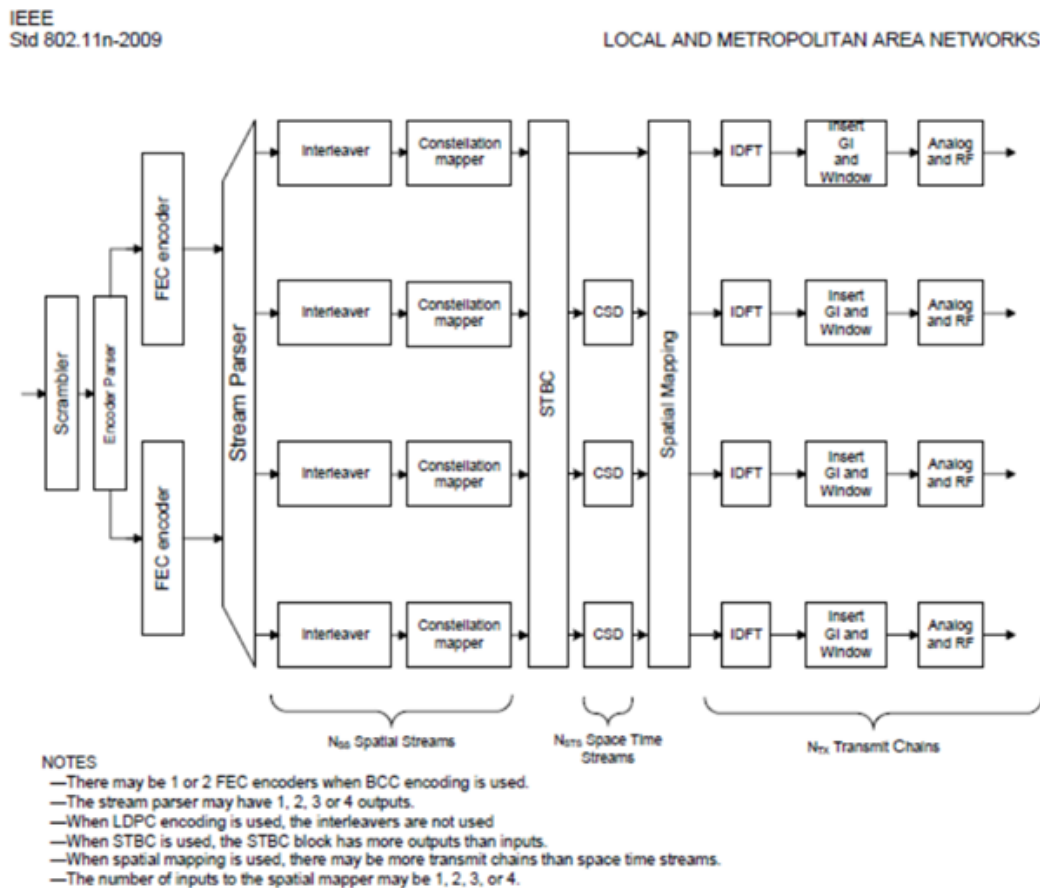 IEEE
Std 802.11n-2009
LOCAL AND METROPOLITAN AREA NETWORKS
Scrambler
Encoder Parser
FEC encoder
FEC encoder
Stream Parser
Interleaver
Constellation
mapper
Interleaver
Constellation
mapper
Interleaver
Constellation
mapper
Interleaver
Constellation
mapper
STBC
CSD
CSD
CSD
Spatial Mapping
IDFT
Insert
GI
and
Window
Analog
and RF
IDFT
Insert
GI and
Window
Analog
and RF
IDFT
Insert
GI and
Window
Analog
and RF
IDFT
Insert
GI and
Window
Analog
and RF
NSS Spatial Streams
NSTS Space Time
Streams
NTX Transmit Chains
NOTES
—There may be 1 or 2 FEC encoders when BCC encoding is used.
—The stream parser may have 1, 2, 3 or 4 outputs.
—When LDPC encoding is used, the interleavers are not used
—When STBC is used, the STBC block has more outputs than inputs.
—When spatial mapping is used, there may be more transmit chains than space time streams.
—The number of inputs to the spatial mapper may be 1, 2, 3, or 4.